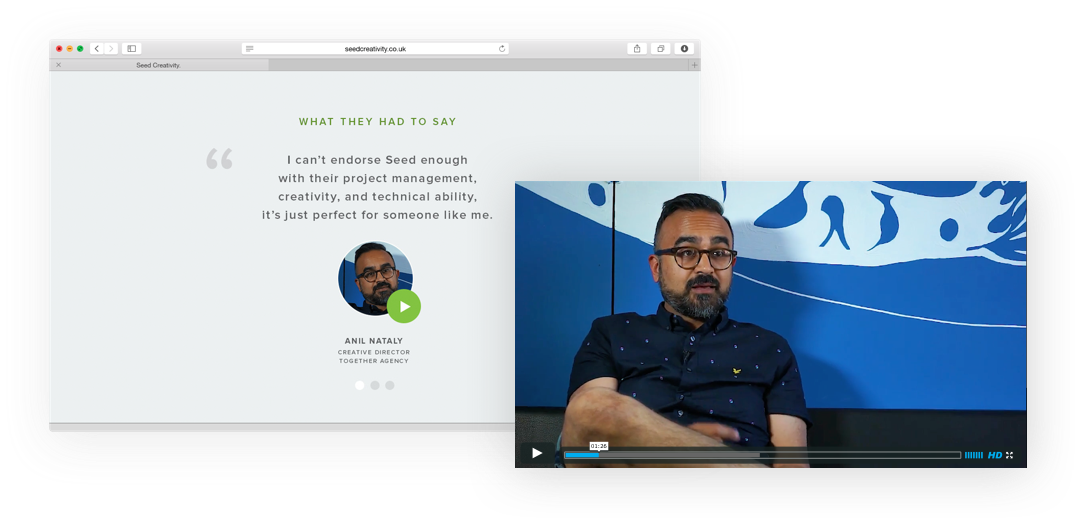 seedcreativity.co.uk
Seed Creativity.
WHAT THEY HAD TO SAY
“
I can’t endorse Seed enough
with their project management,
creativity, and technical ability,
it’s just perfect for someone like me.
ANIL NATALY
CREATIVE DIRECTOR
TOGETHER AGENCY
01:26
HD